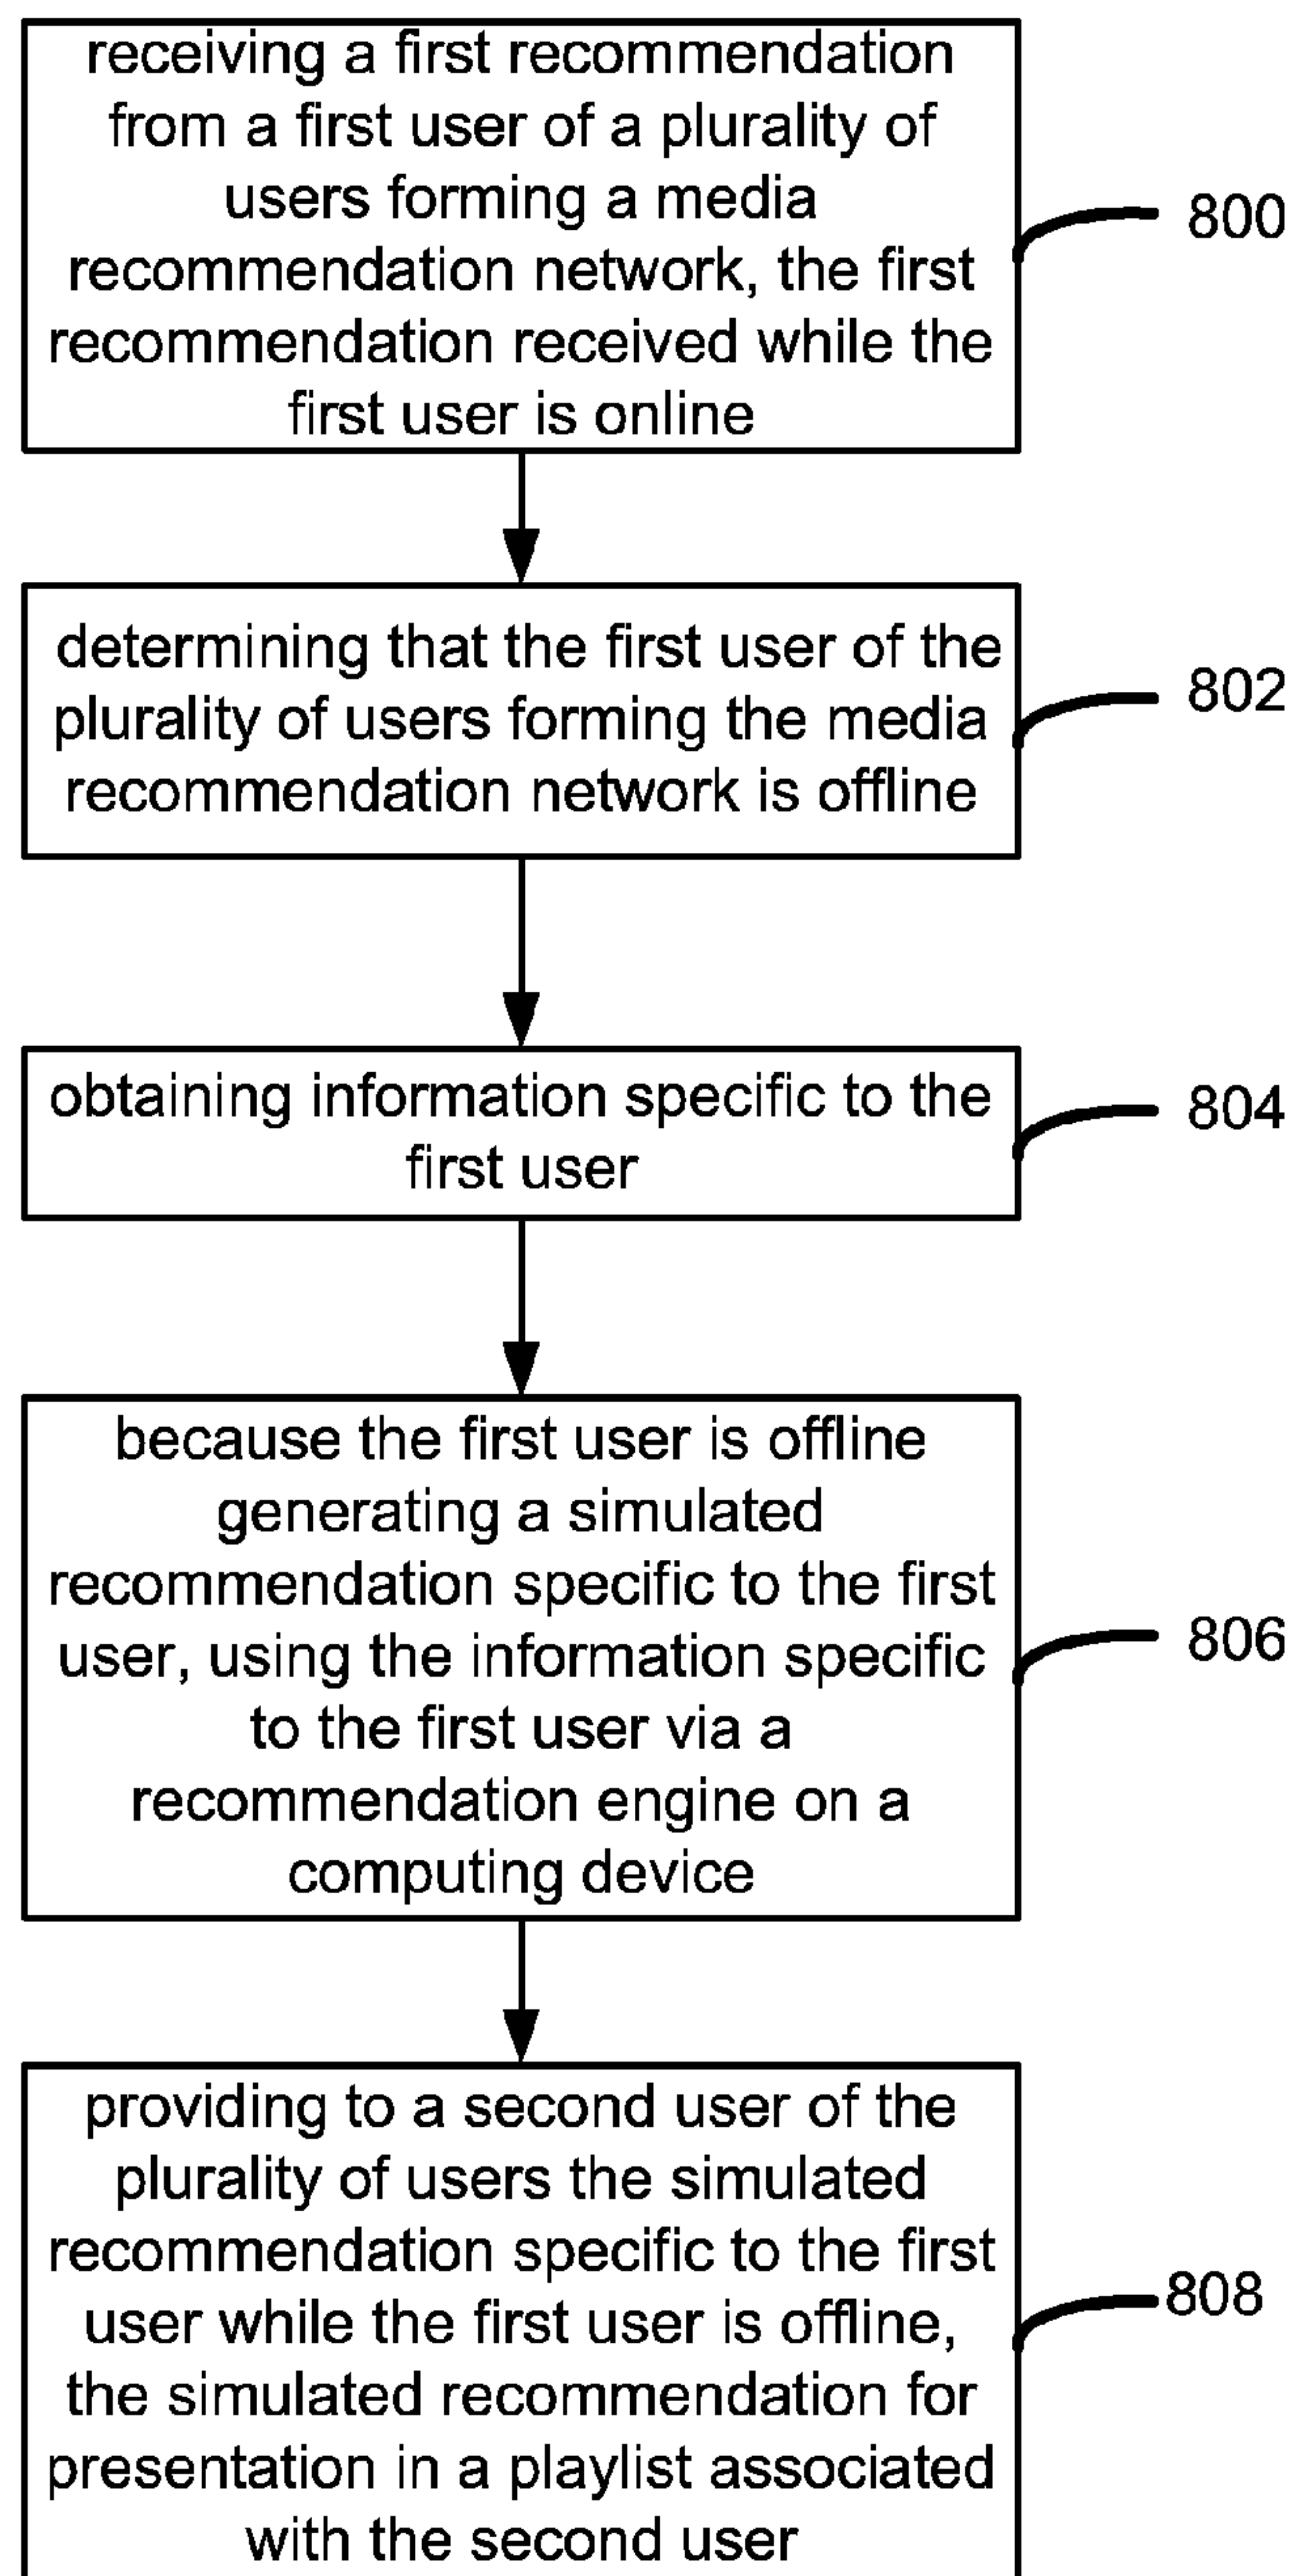 receiving a first recommendation
from a first user of a plurality of
users forming a media
recommendation network, the first
recommendation received while the
first user is online
800
determining that the first user of the
plurality of users forming the media
recommendation network is offline
802
obtaining information specific to the
first user
804
because the first user is offline
generating a simulated
recommendation specific to the first
user, using the information specific
to the first user via a
recommendation engine on a
computing device
806
providing to a second user of the
plurality of users the simulated
recommendation specific to the first
user while the first user is offline,
the simulated recommendation for
presentation in a playlist associated
with the second user
808